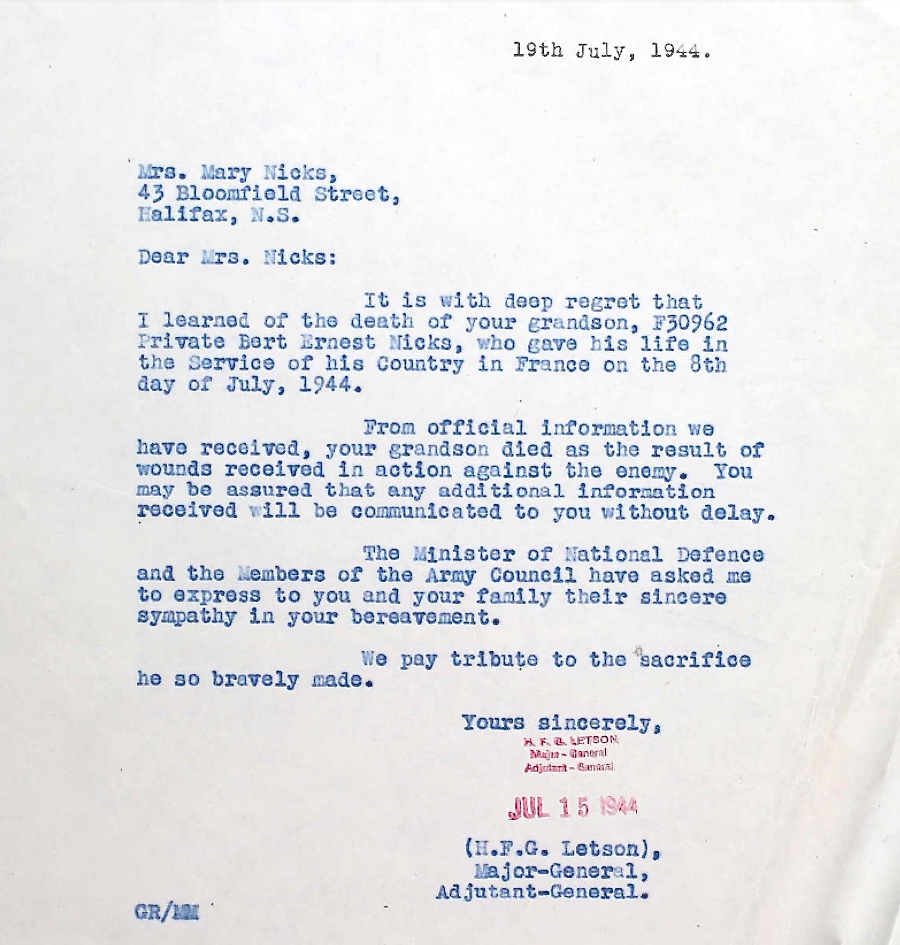 19th July, 1944.
Mrs. Mary Nicks,
43 Bloomfield Street,
Halifax, N.S.
Dear Mrs. Nicks:
It is with deep regret that
I learned of the death of your grandson, F30962
Private Bert Ernest Nicks, who gave his life in
the Service of his Country in France on the 8th
day of July, 1944.
From official information we
have received, your grandson died as the result of
wounds received in action against the enemy. You
may be assured that any additional information
received will be communicated to you without delay.
The Minister of National Defence
and the Members of the Army Council have asked me
to express to you and your family their sincere
sympathy in your bereavement.
We pay tribute to the sacrifice
he so bravely made.
Yours sincerely,
H. F. G. LETSON
Major - General
Adjutant - General
JUL 15 1944
(H.F.G. Letson),
Major-General,
Adjutant-General.
GR/MM